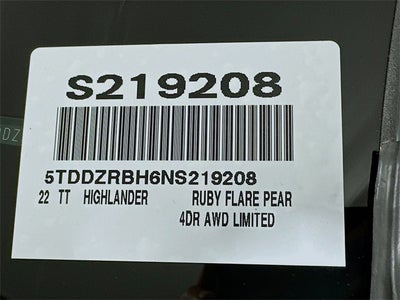 S219208
5TDDZRBH6NS219208
22 TT HIGHLANDER RUBY FLARE PEAR
4DR AWD LIMITED